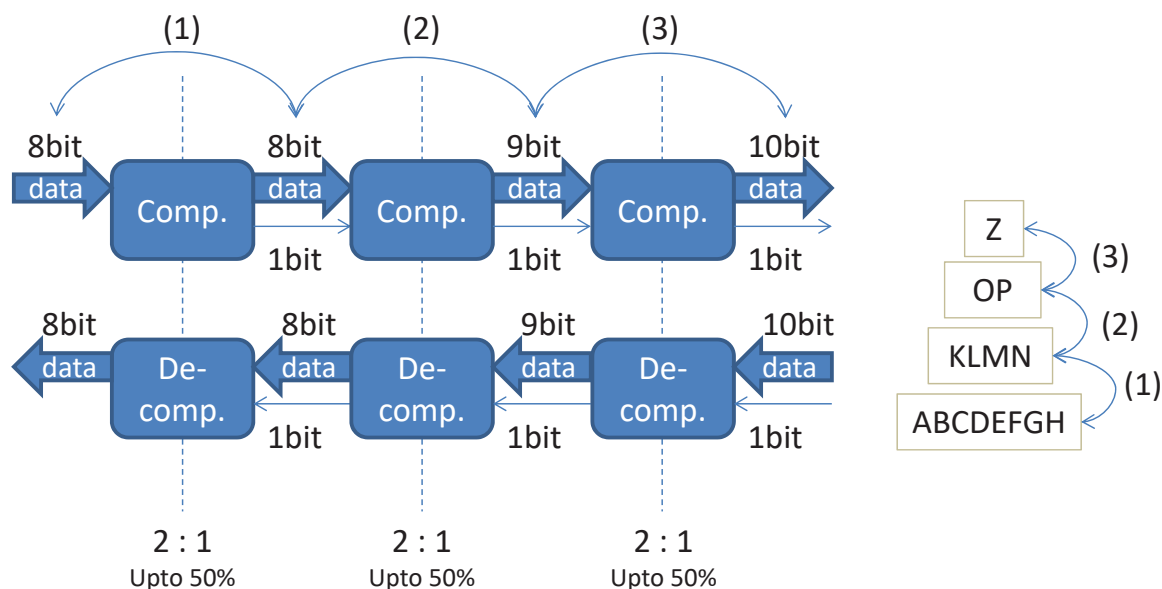 (1) (2) (3)
8bit 8bit 9bit 10bit
data data data data
Comp. Comp. Comp.
1bit 1bit 1bit
8bit 8bit 9bit 10bit
data data data data
De- De- De-
comp. comp. comp.
1bit 1bit 1bit
2 : 1 2 : 1 2 : 1
Upto 50% Upto 50% Upto 50%
Z
(3)
OP
(2)
KLMN
(1)
ABCDEFGH